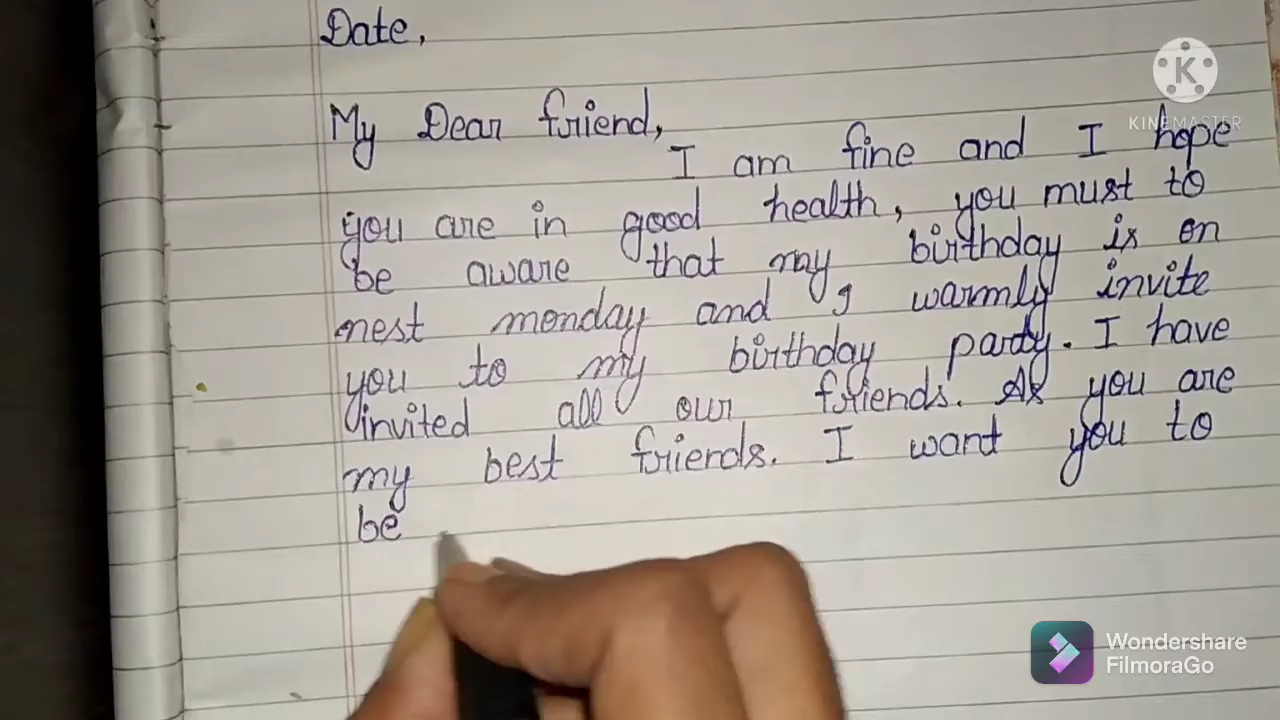 Date,
My Dear friend,
I am fine and I hope
you are in good health, you must to
be aware that may birthday is on
nest monday and I warmly invite
you to my birthday party. I have
invited all our friends. As you are
my best friends. I want you to
be
K
KINEMASTER
Wondershare
FilmoraGo